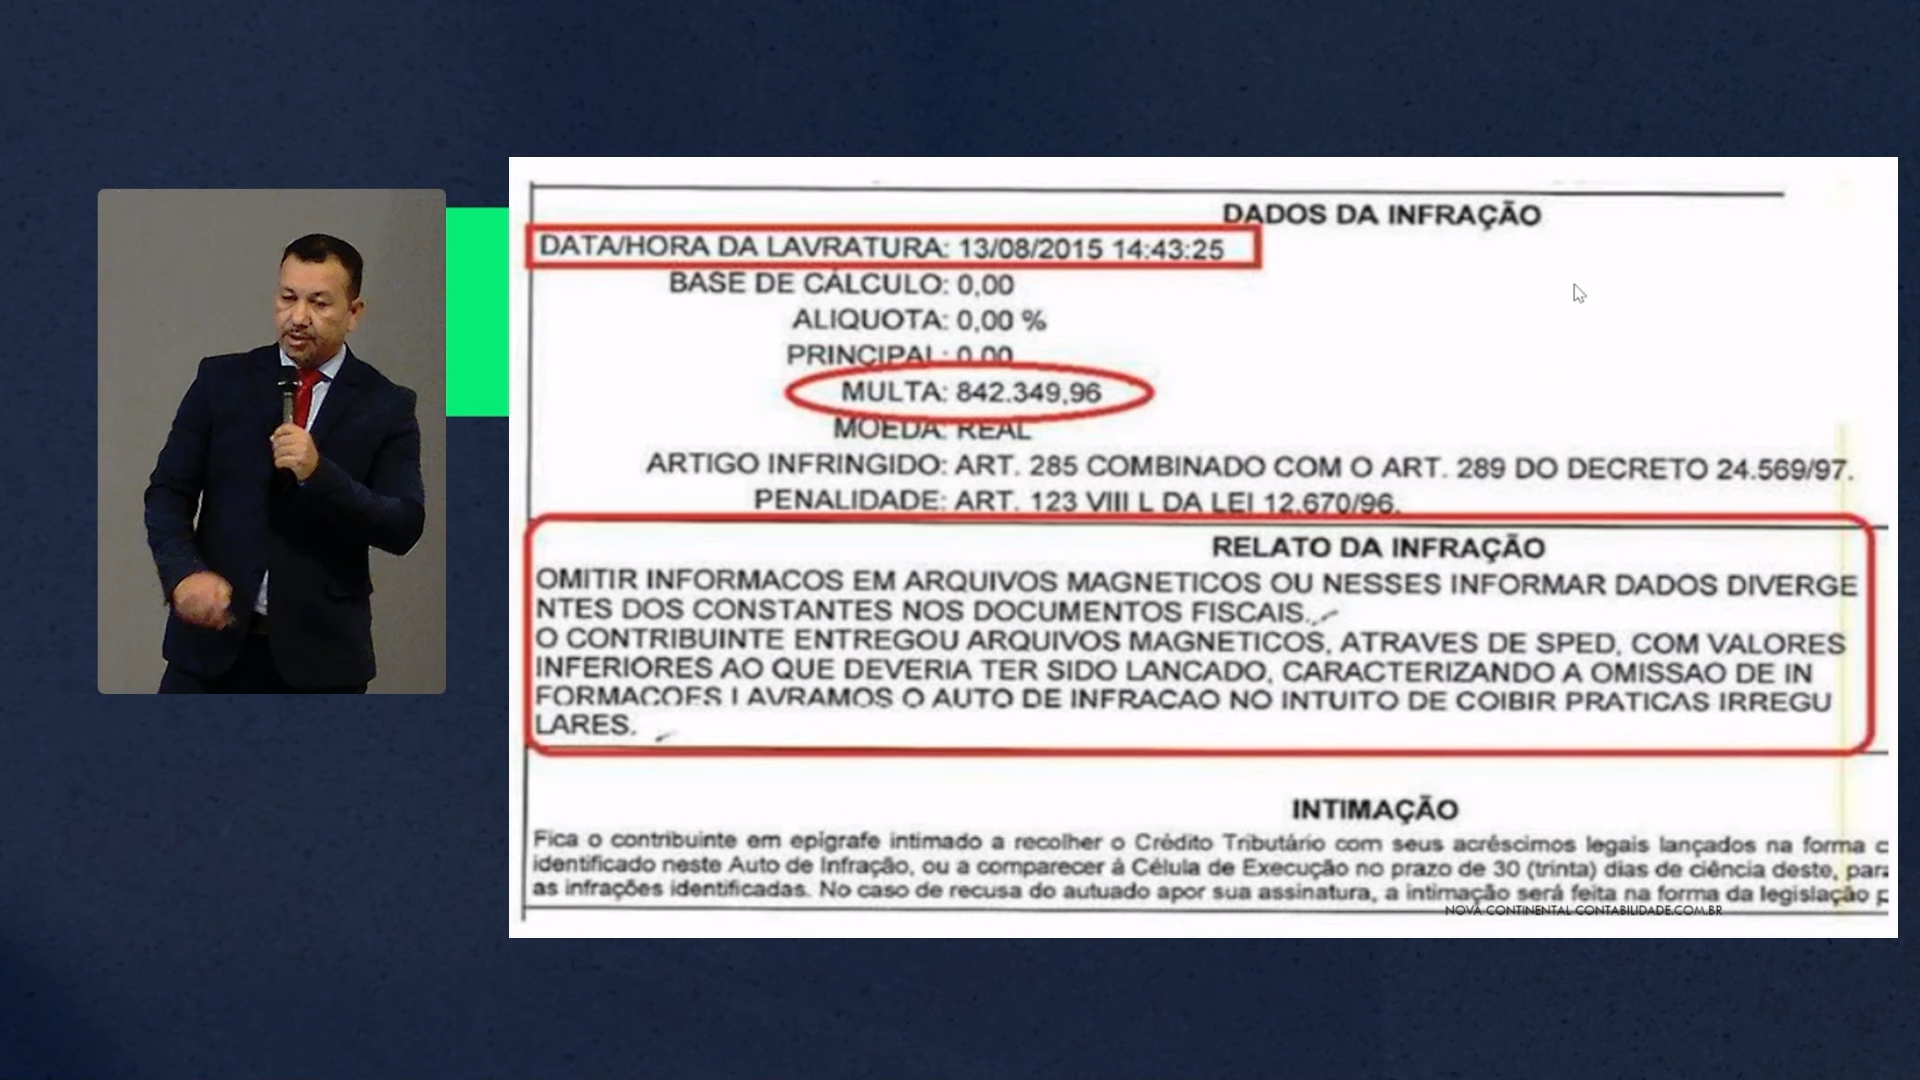 DADOS DA INFRAÇÃO
DATA/HORA DA LAVRATURA: 13/08/2015 14:43:25
BASE DE CÁLCULO: 0,00
ALIQUOTA: 0,00 %
PRINCIPAL: 0,00
MULTA: 842.349,96
MOEDA: REAL
ARTIGO INFRINGIDO: ART. 285 COMBINADO COM O ART. 289 DO DECRETO 24.569/97.
PENALIDADE: ART. 123 VIII L DA LEI 12.670/96.
RELATO DA INFRAÇÃO
OMITIR INFORMACOS EM ARQUIVOS MAGNETICOS OU NESSES INFORMAR DADOS DIVERGE
NTES DOS CONSTANTES NOS DOCUMENTOS FISCAIS.
O CONTRIBUINTE ENTREGOU ARQUIVOS MAGNETICOS, ATRAVES DE SPED, COM VALORES
INFERIORES AO QUE DEVERIA TER SIDO LANCADO, CARACTERIZANDO A OMISSAO DE IN
FORMACOES LAVRAMOS O AUTO DE INFRACAO NO INTUITO DE COIBIR PRATICAS IRREGU
LARES.
INTIMAÇÃO
Fica o contribuinte em epígrafe intimado a recolher o Crédito Tributário com seus acréscimos legais lançados na forma c
identificado neste Auto de Infração, ou a comparecer á Célula de Execução no prazo de 30 (trinta) dias de ciência deste, para
as infrações identificadas. No caso de recusa do autuado apor sua assinatura, a intimação será feita na forma da legislação p
NOVA CONTINENTAL CONTABILIDADE.COM.BR